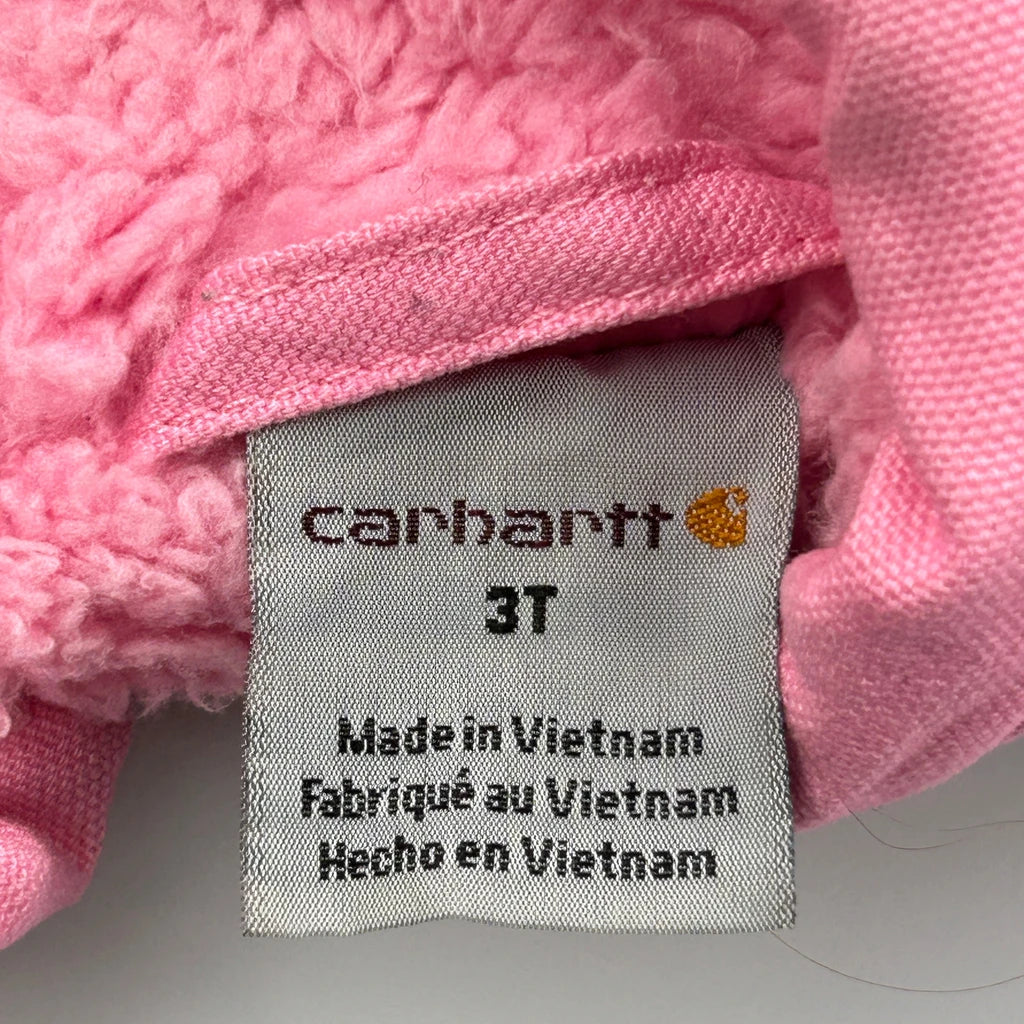 carhartt
3T
Made in Vietnam
Fabriqué au Vietnam
Hecho en Vietnam